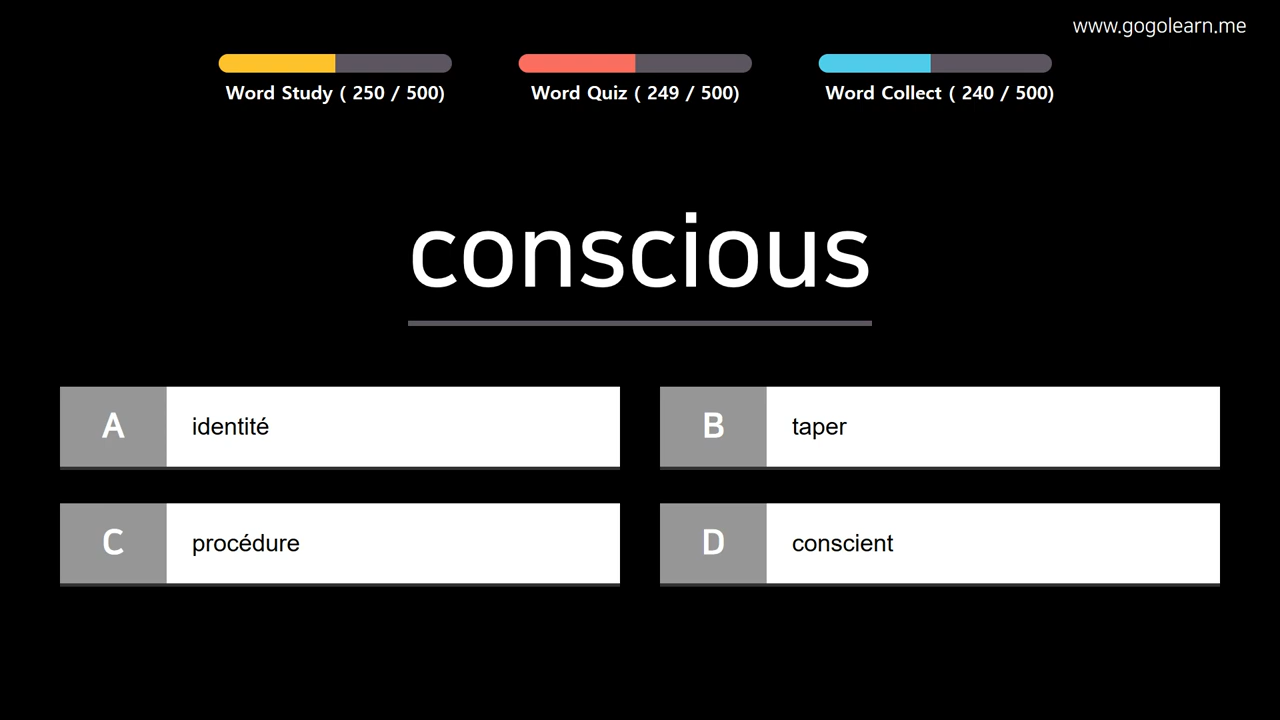 www.gogolearn.me
Word Study ( 250 / 500)
Word Quiz ( 249 / 500)
Word Collect ( 240 / 500)
conscious
A identité
B taper
C procédure
D conscient